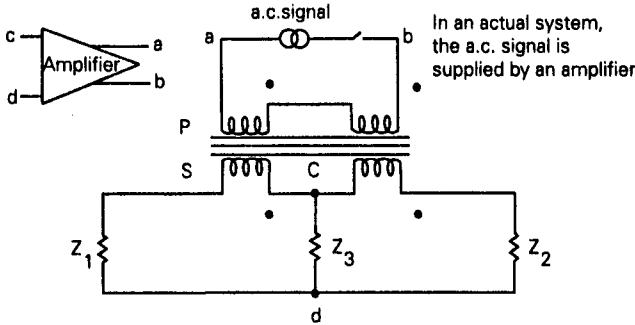 a.c.signal
In an actual system,
the a.c. signal is
supplied by an amplifier
c
a
a
b
Amplifier
d
b
P
S
C
Z1
Z3
Z2
d